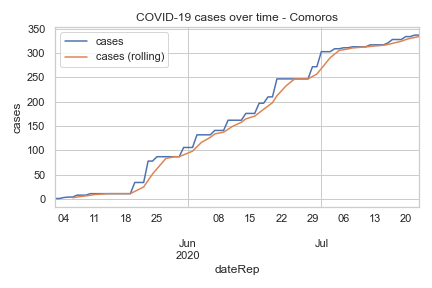 COVID-19 cases over time - Comoros
cases
cases (rolling)
350
300
250
200
150
100
50
0
cases
04 11 18 25 08 15 22 29 06 13 20
Jun Jul
2020
dateRep